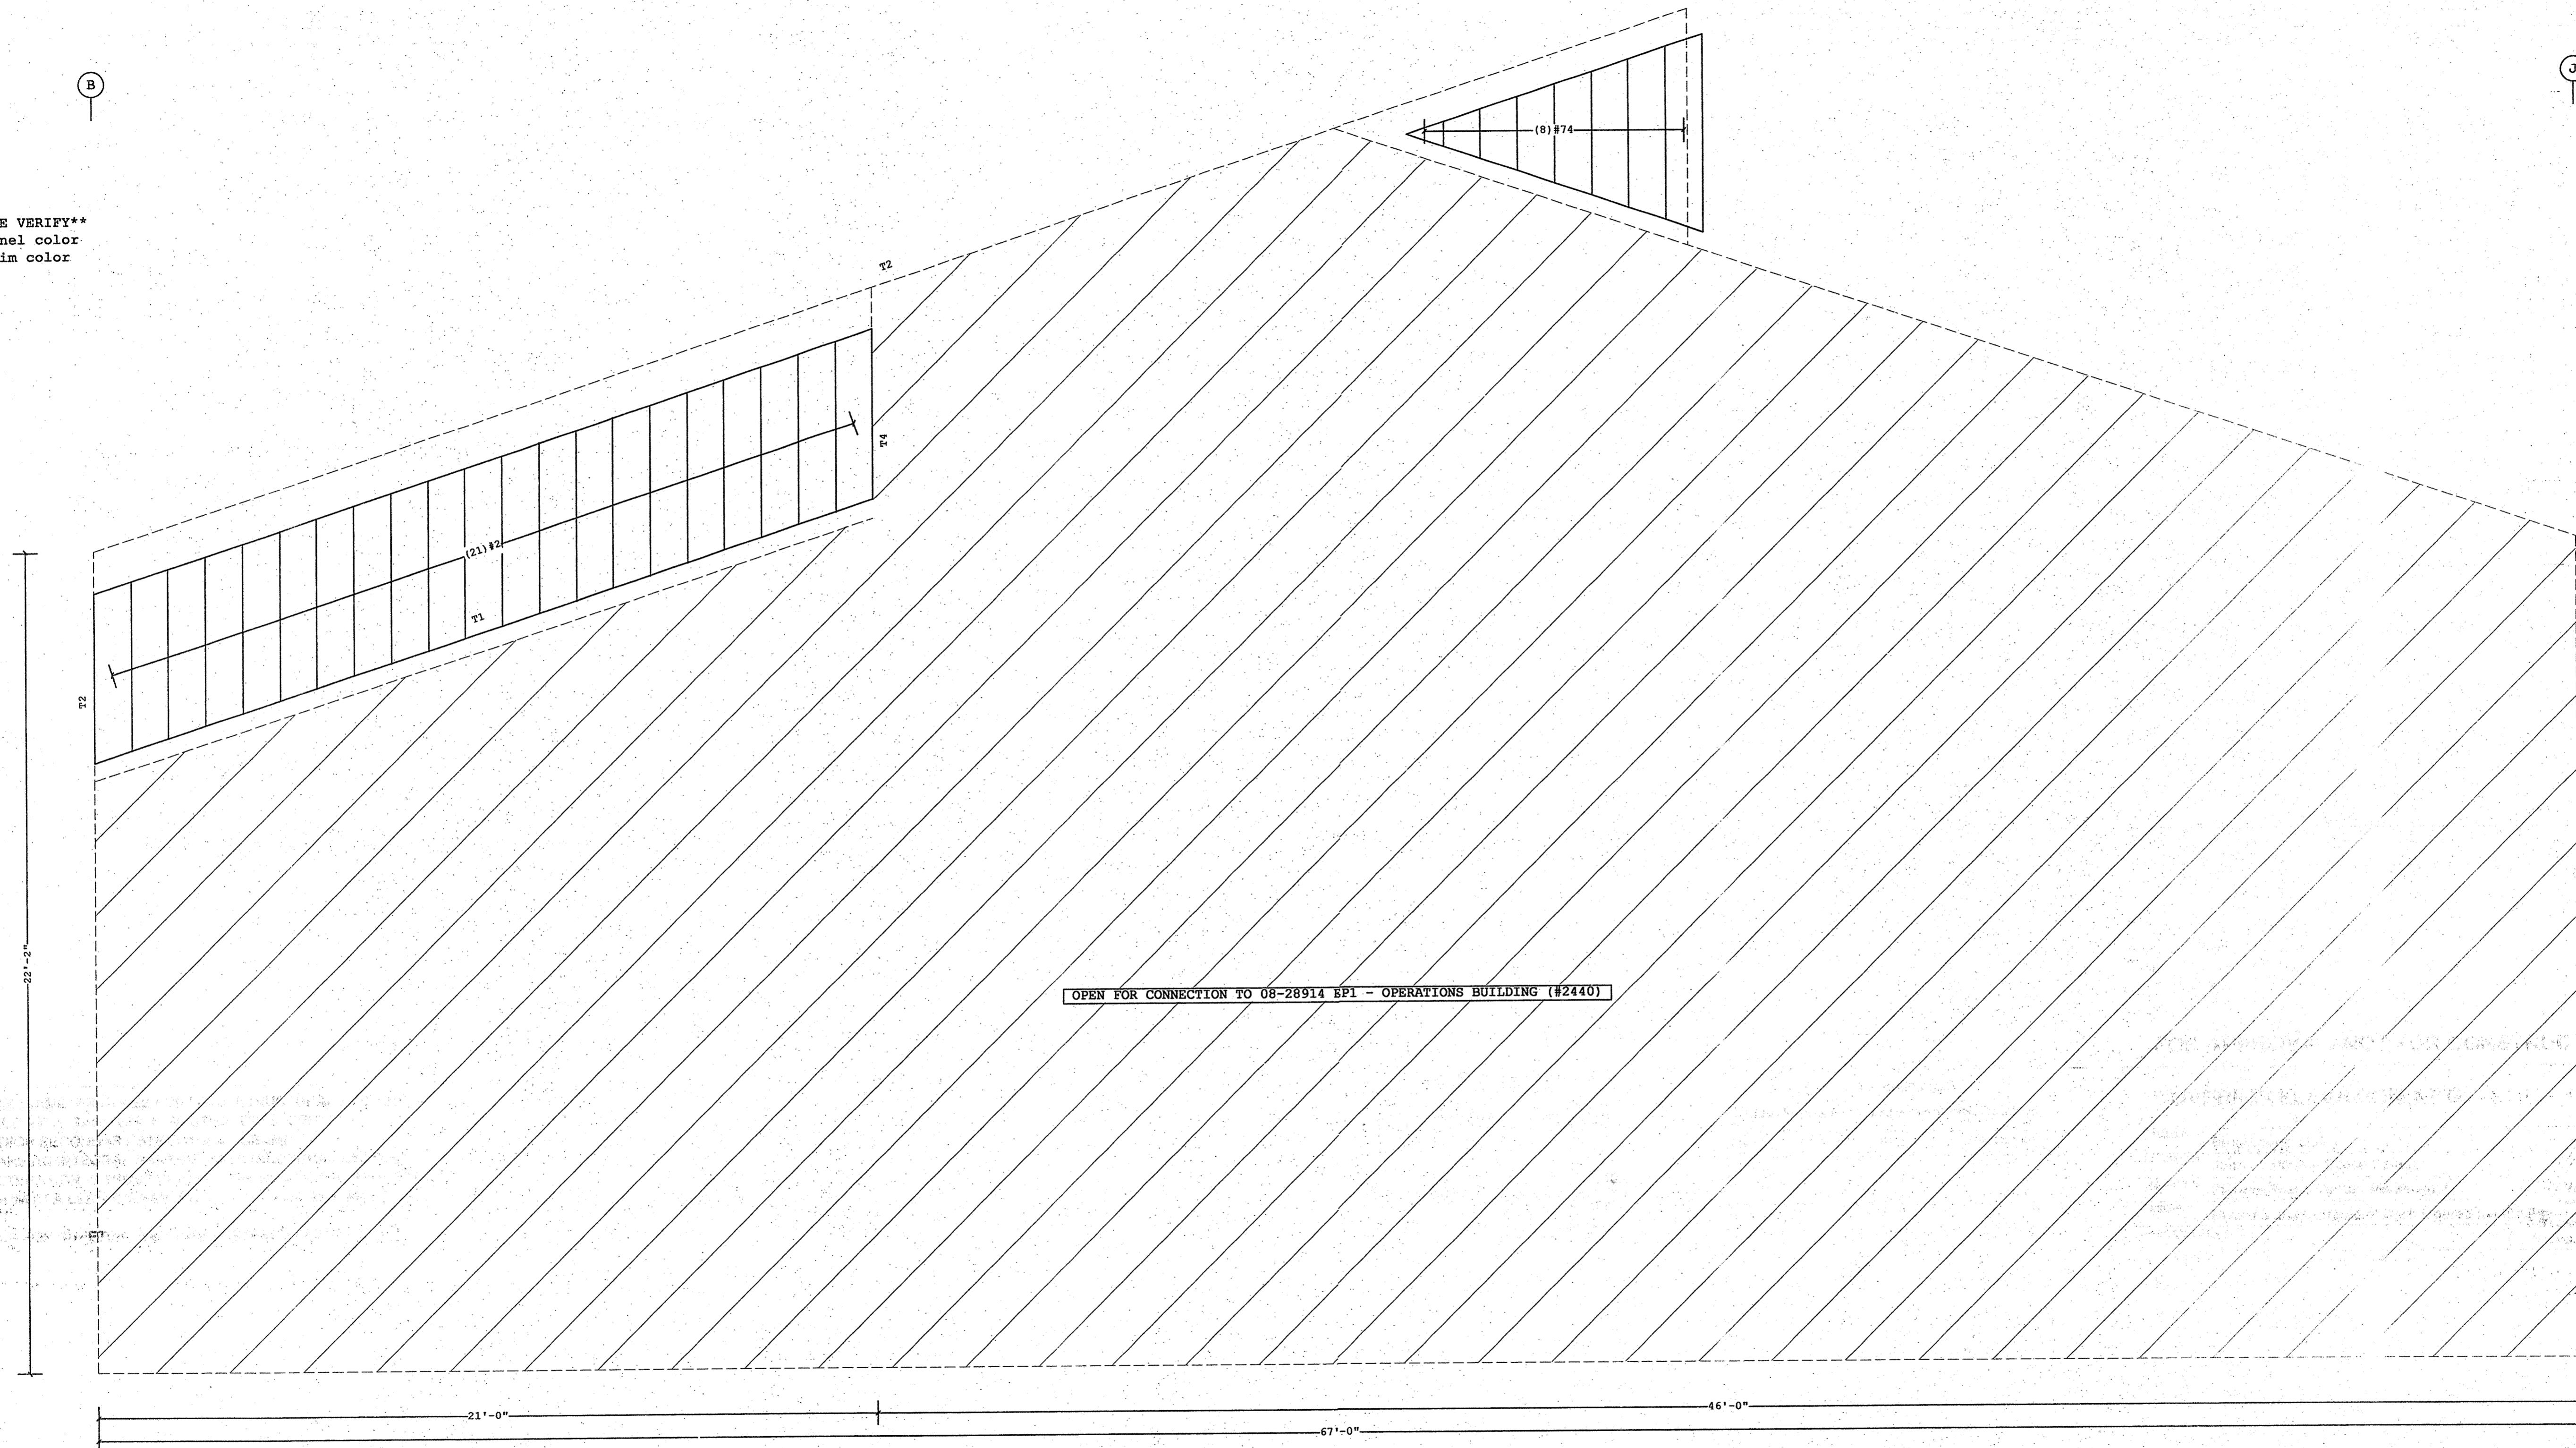 B
J
E VERIFY**
nel color
im color
(8)#74
T2
T4
(21)#2
T1
T2
22'-2"
OPEN FOR CONNECTION TO 08-28914 EP1 - OPERATIONS BUILDING (#2440)
21'-0"
46'-0"
67'-0"